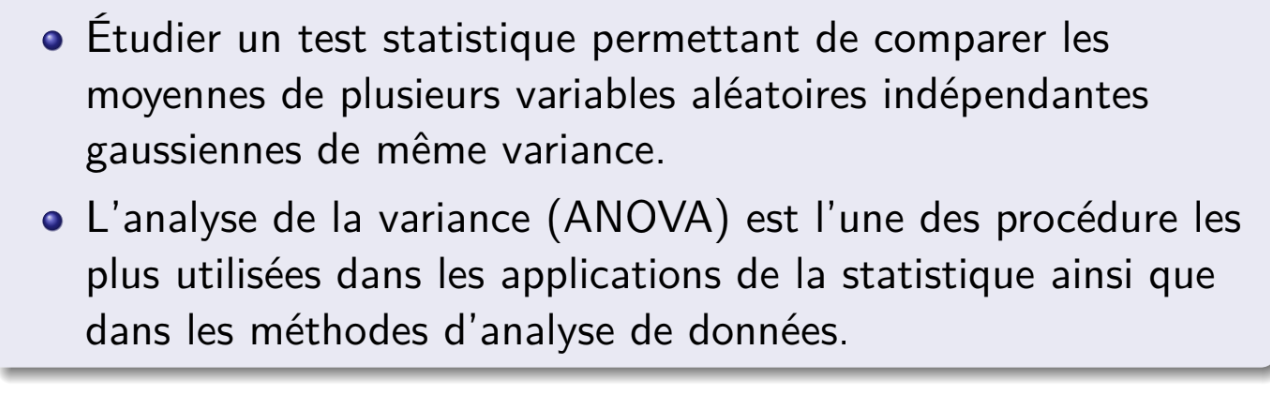 Étudier un test statistique permettant de comparer les
moyennes de plusieurs variables aléatoires indépendantes
gaussiennes de même variance.
L'analyse de la variance (ANOVA) est l'une des procédure les
plus utilisées dans les applications de la statistique ainsi que
dans les méthodes d'analyse de données.